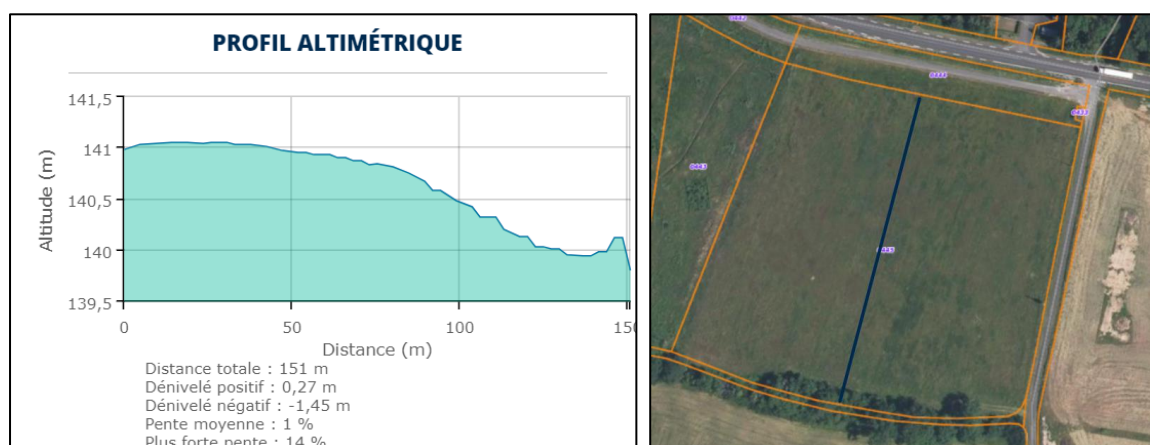 PROFIL ALTIMÉTRIQUE
141,5
141
140,5
140
139,5
Altitude (m)
0
50
100
150
Distance (m)
Distance totale : 151 m
Dénivelé positif : 0,27 m
Dénivelé négatif : -1,45 m
Pente moyenne : 1 %
Plus forte pente : 14 %